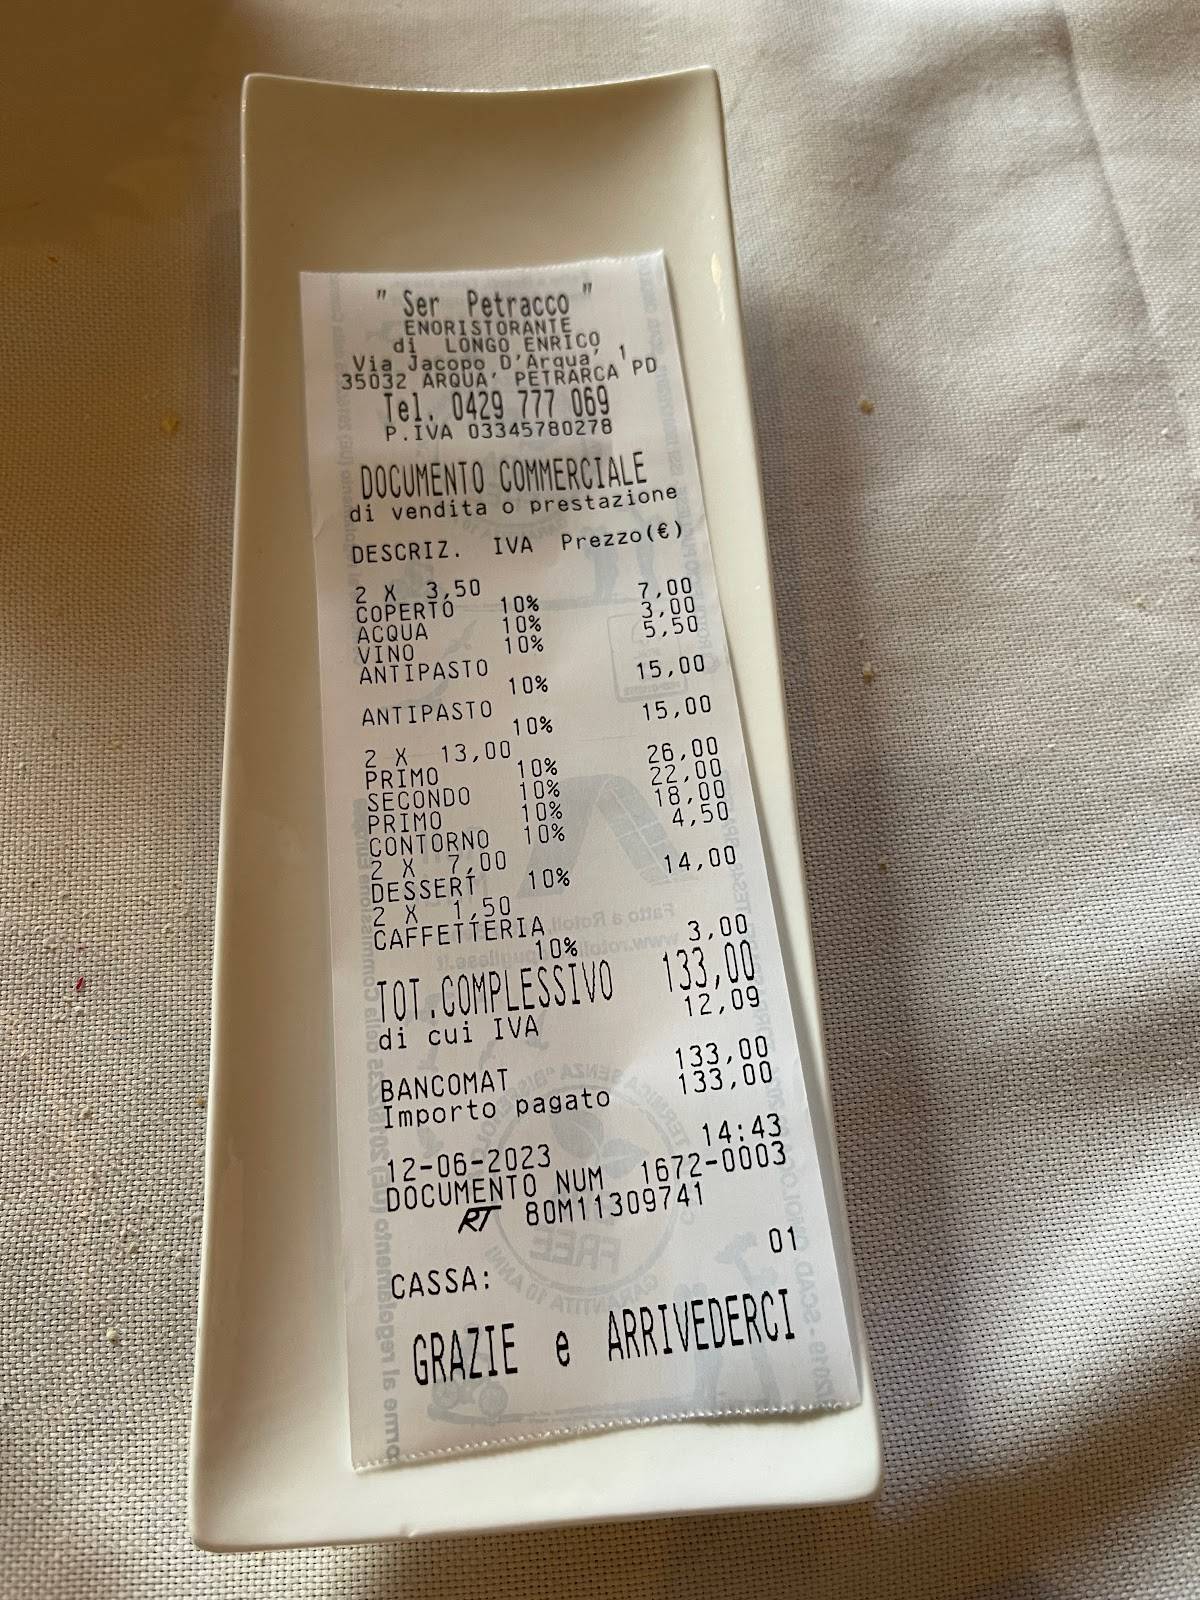 " Ser Petracco "
ENORISTORANTE
di LONGO ENRICO
Via Jacopo D'Arqua', 1
35032 ARQUA' PETRARCA PD
Tel. 0429 777 069
P.IVA 03345780278
DOCUMENTO COMMERCIALE
di vendita o prestazione
DESCRIZ. IVA Prezzo(€)
2 X 3,50
COPERTO 10% 7,00
ACQUA 10% 3,00
VINO 10% 5,50
ANTIPASTO
10% 15,00
ANTIPASTO
10% 15,00
2 X 13,00
PRIMO 10% 26,00
SECONDO 10% 22,00
PRIMO 10% 18,00
CONTORNO 10% 4,50
2 X 7,00
DESSERT 10% 14,00
2 X 1,50
CAFFETTERIA
10% 3,00
TOT.COMPLESSIVO 133,00
di cui IVA 12,09
BANCOMAT 133,00
Importo pagato 133,00
12-06-2023 14:43
DOCUMENTO NUM 1672-0003
RT 80M11309741
CASSA: 01
GRAZIE e ARRIVEDERCI